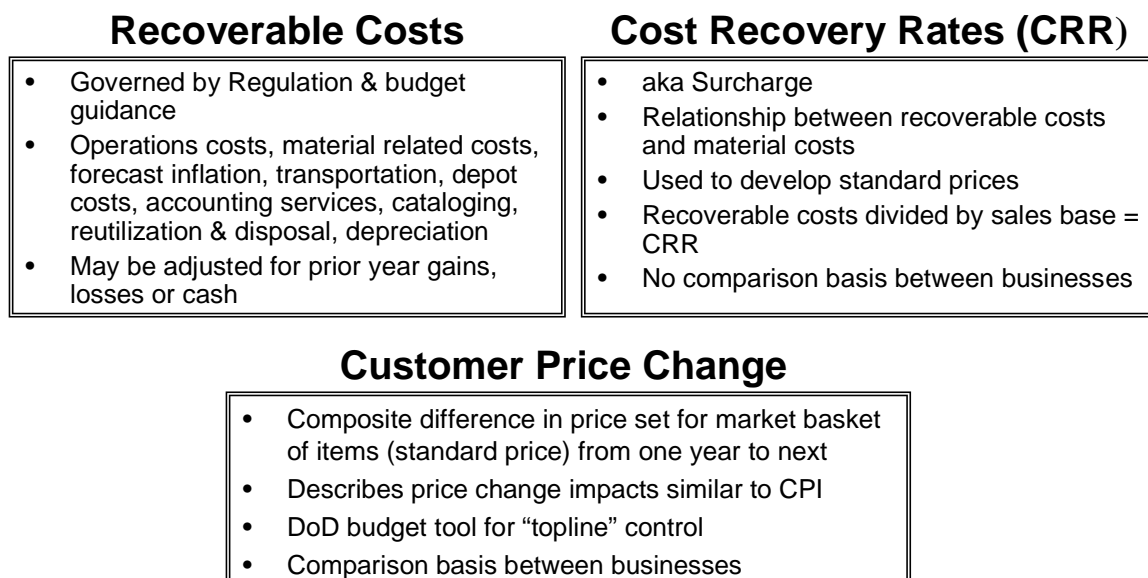 Recoverable Costs
• Governed by Regulation & budget
guidance
• Operations costs, material related costs,
forecast inflation, transportation, depot
costs, accounting services, cataloging,
reutilization & disposal, depreciation
• May be adjusted for prior year gains,
losses or cash
Cost Recovery Rates (CRR)
• aka Surcharge
• Relationship between recoverable costs
and material costs
• Used to develop standard prices
• Recoverable costs divided by sales base =
CRR
• No comparison basis between businesses
Customer Price Change
• Composite difference in price set for market basket
of items (standard price) from one year to next
• Describes price change impacts similar to CPI
• DoD budget tool for “topline” control
• Comparison basis between businesses